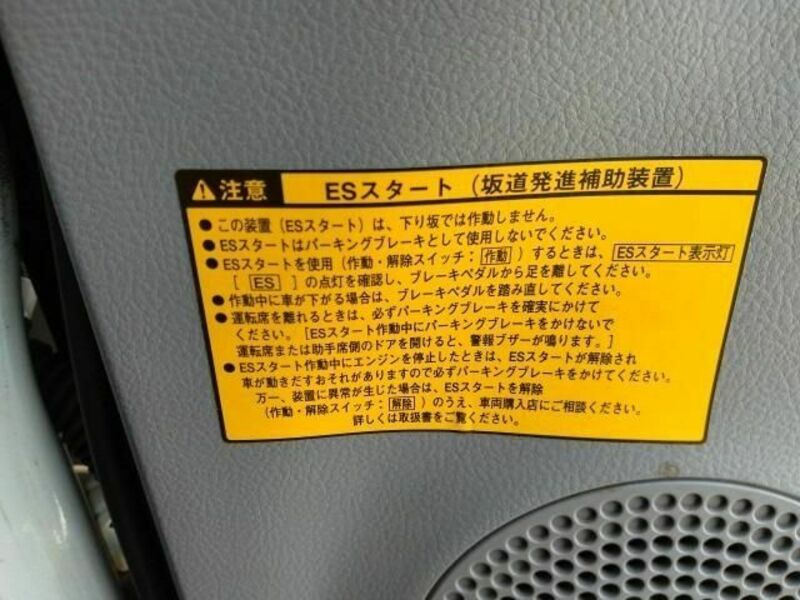 ⚠注意 ESスタート（坂道発進補助装置）
●この装置（ESスタート）は、下り坂では作動しません。
●ESスタートはパーキングブレーキとして使用しないでください。
●ESスタートを使用（作動・解除スイッチ：作動）するときは、ESスタート表示灯
［ES］の点灯を確認し、ブレーキペダルから足を離してください。
●作動中に車が下がる場合は、ブレーキペダルを踏み直してください。
●運転席を離れるときは、必ずパーキングブレーキを確実にかけて
ください。［ESスタート作動中にパーキングブレーキをかけないで
運転席または助手席側のドアを開けると、警報ブザーが鳴ります。］
●ESスタート作動中にエンジンを停止したときは、ESスタートが解除され
車が動きだすおそれがありますので必ずパーキングブレーキをかけてください。
万一、装置に異常が生じた場合は、ESスタートを解除
（作動・解除スイッチ：解除）のうえ、車両購入店にご相談ください。
詳しくは取扱書をご覧ください。